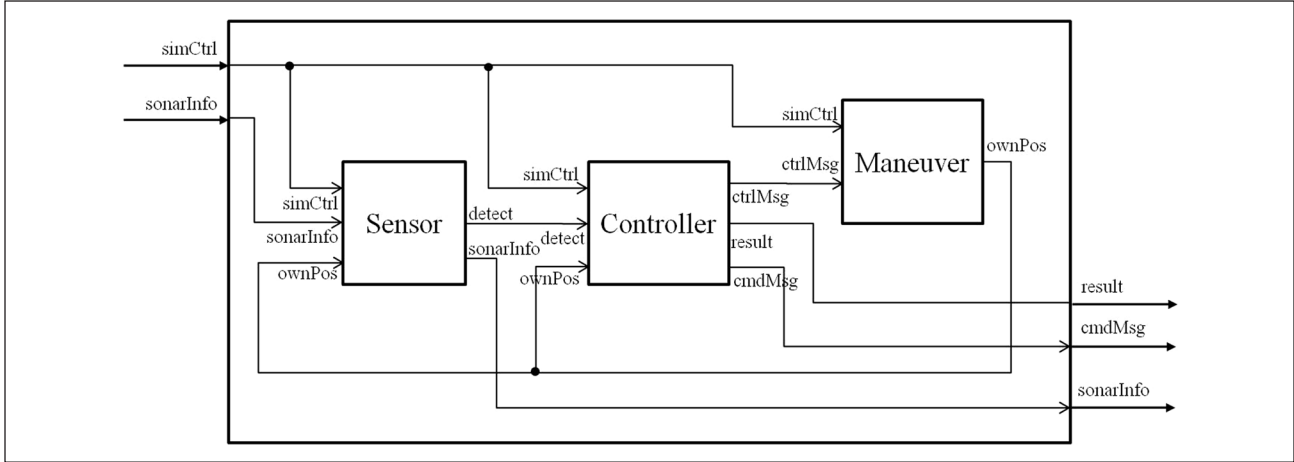 simCtrl
sonarInfo
simCtrl
ownPos
ctrlMsg
Maneuver
simCtrl
ctrlMsg
simCtrl
detect
Sensor
Controller
sonarInfo
detect
sonarInfo
result
ownPos
ownPos
cmdMsg
result
cmdMsg
sonarInfo